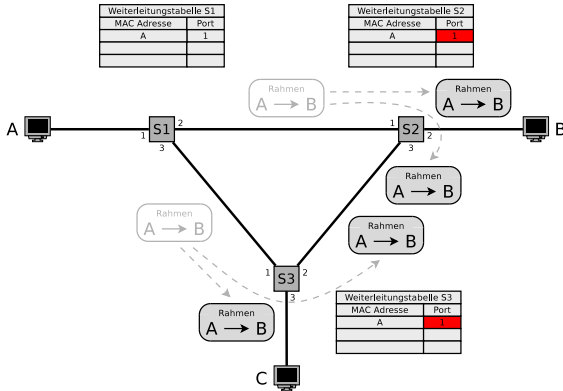 Weiterleitungstabelle S1
MAC Adresse Port
A 1
Weiterleitungstabelle S2
MAC Adresse Port
A 1
Rahmen
A B
Rahmen
A B
A
1
S1
2
3
1
S2
2
3
B
Rahmen
A B
Rahmen
A B
Rahmen
A B
1
S3
2
3
Rahmen
A B
Weiterleitungstabelle S3
MAC Adresse Port
A 1
C